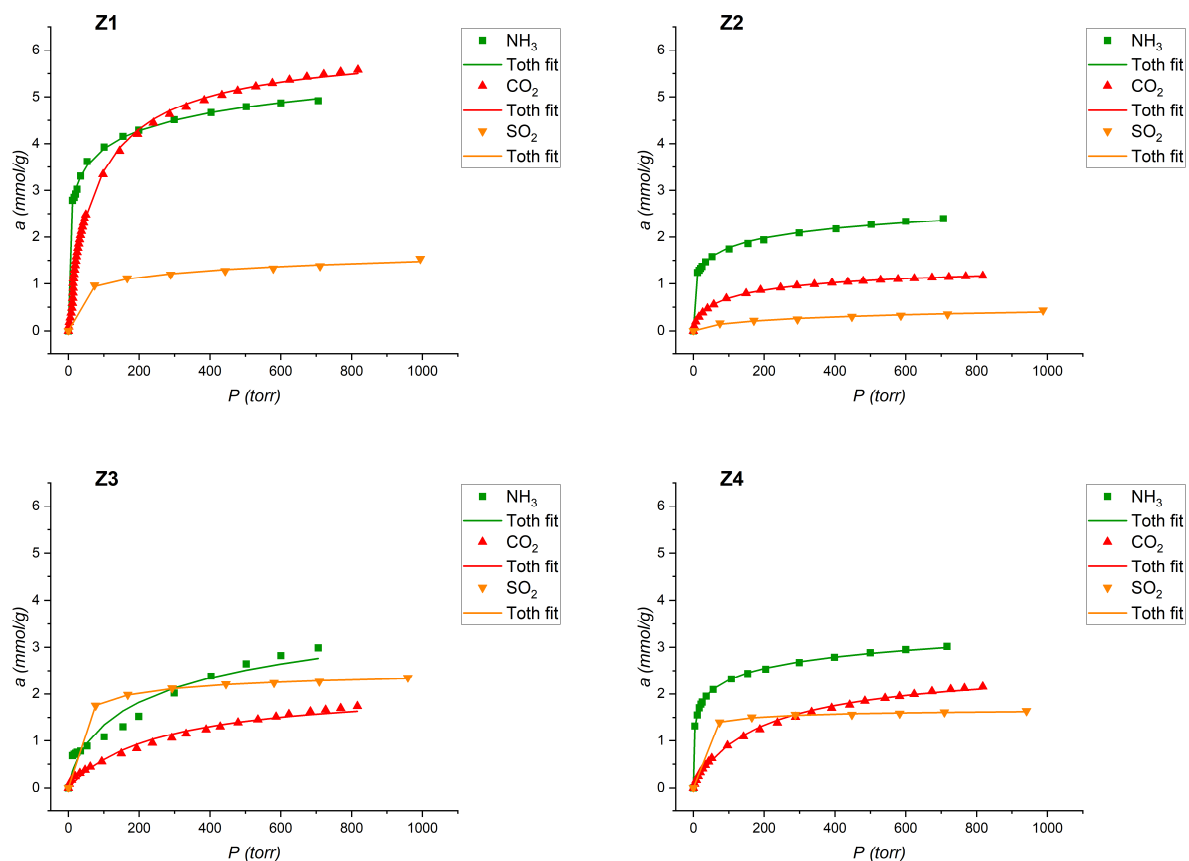 Z1
6
5
4
3
2
1
0
a (mmol/g)
0 200 400 600 800 1000
P (torr)
NH₃
Toth fit
CO₂
Toth fit
SO₂
Toth fit
Z2
6
5
4
3
2
1
0
a (mmol/g)
0 200 400 600 800 1000
P (torr)
NH₃
Toth fit
CO₂
Toth fit
SO₂
Toth fit
Z3
6
5
4
3
2
1
0
a (mmol/g)
0 200 400 600 800 1000
P (torr)
NH₃
Toth fit
CO₂
Toth fit
SO₂
Toth fit
Z4
6
5
4
3
2
1
0
a (mmol/g)
0 200 400 600 800 1000
P (torr)
NH₃
Toth fit
CO₂
Toth fit
SO₂
Toth fit